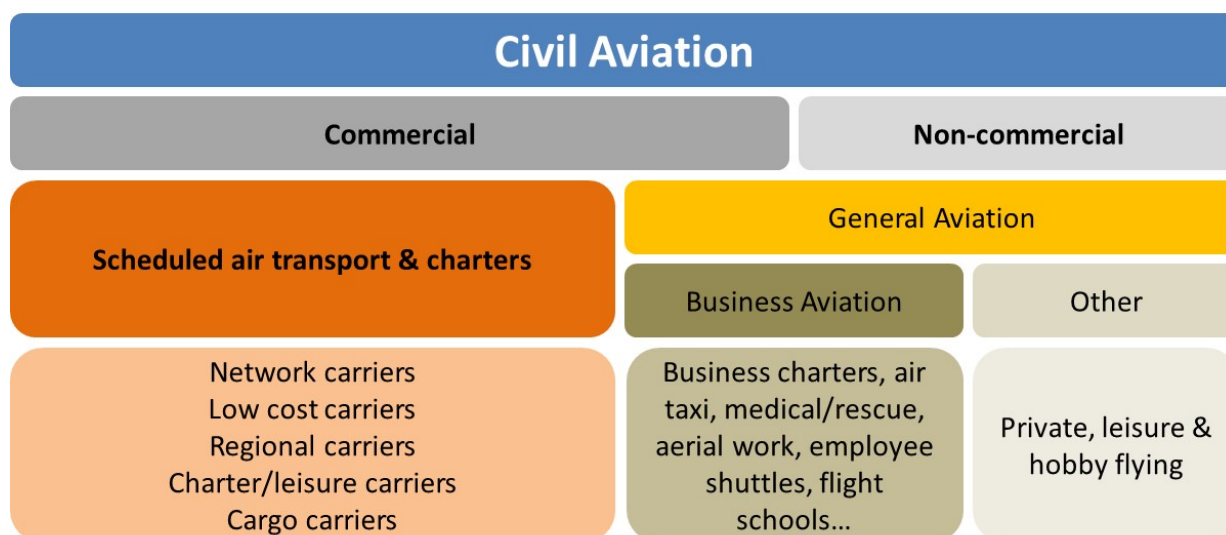 Civil Aviation
Commercial
Non-commercial
Scheduled air transport & charters
General Aviation
Business Aviation
Other
Network carriers
Low cost carriers
Regional carriers
Charter/leisure carriers
Cargo carriers
Business charters, air
taxi, medical/rescue,
aerial work, employee
shuttles, flight
schools...
Private, leisure &
hobby flying